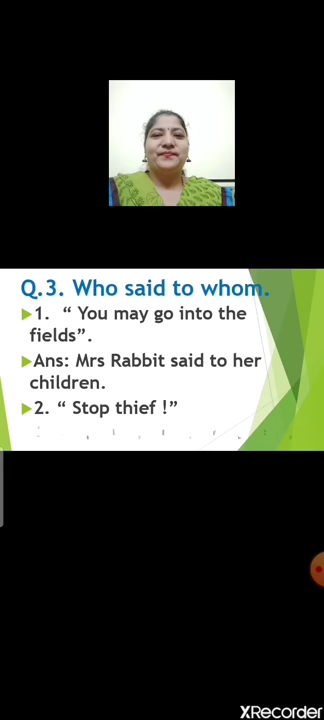 Q.3. Who said to whom.
1. “ You may go into the
fields”.
Ans: Mrs Rabbit said to her
children.
2. “ Stop thief !”
XRecorder